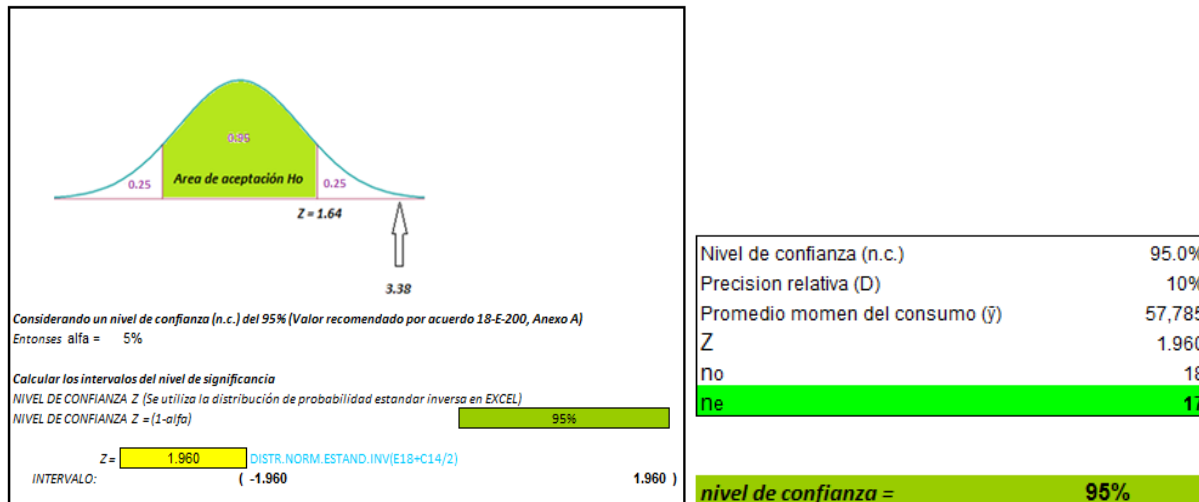 0.95
0.25 Area de aceptación Ho 0.25
Z = 1.64
3.38
Considerando un nivel de confianza (n.c.) del 95% (Valor recomendado por acuerdo 18-E-200, Anexo A)
Entonses alfa = 5%
Calcular los intervalos del nivel de significancia
NIVEL DE CONFIANZA Z (Se utiliza la distribución de probabilidad estandar inversa en EXCEL)
NIVEL DE CONFIANZA Z = (1-alfa) 95%
Z = 1.960 DISTR.NORM.ESTAND.INV(E18+C14/2)
INTERVALO: ( -1.960 1.960 )
Nivel de confianza (n.c.) 95.0%
Precision relativa (D) 10%
Promedio momen del consumo (ȳ) 57,785
Z 1.960
no 18
ne 17
nivel de confianza = 95%